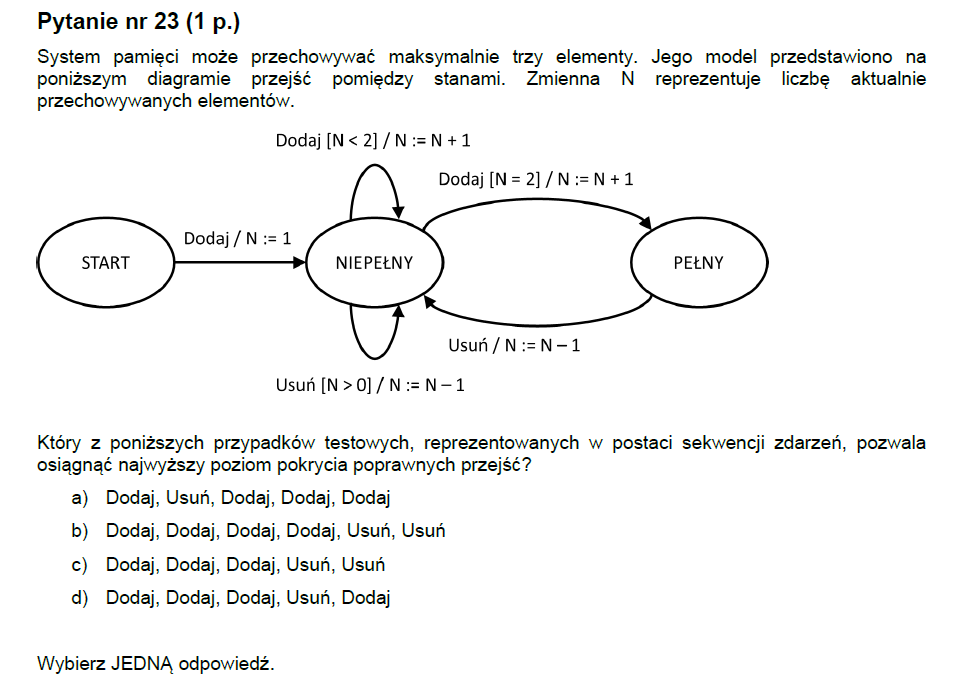 Pytanie nr 23 (1 p.)
System pamięci może przechowywać maksymalnie trzy elementy. Jego model przedstawiono na
poniższym diagramie przejść pomiędzy stanami. Zmienna N reprezentuje liczbę aktualnie
przechowywanych elementów.
Dodaj [N < 2] / N := N + 1
Dodaj [N = 2] / N := N + 1
Dodaj / N := 1
START
NIEPEŁNY
PEŁNY
Usuń / N := N – 1
Usuń [N > 0] / N := N – 1
Który z poniższych przypadków testowych, reprezentowanych w postaci sekwencji zdarzeń, pozwala
osiągnąć najwyższy poziom pokrycia poprawnych przejść?
a) Dodaj, Usuń, Dodaj, Dodaj, Dodaj
b) Dodaj, Dodaj, Dodaj, Dodaj, Usuń, Usuń
c) Dodaj, Dodaj, Dodaj, Usuń, Usuń
d) Dodaj, Dodaj, Dodaj, Usuń, Dodaj
Wybierz JEDNĄ odpowiedź.